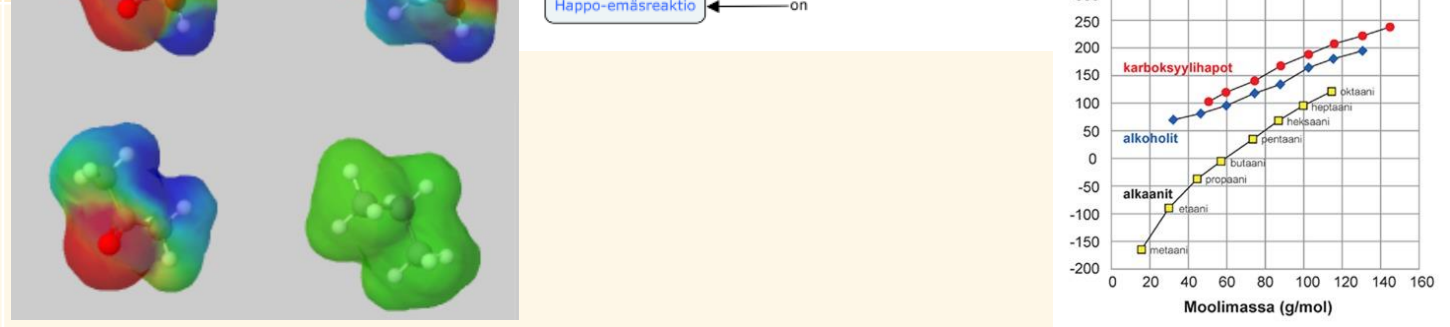 Happo-emäsreaktio
on
250
200
150
100
50
0
-50
-100
-150
-200
karboksyylihapot
alkoholit
alkaanit
oktaani
heptaani
heksaani
pentaani
butaani
propaani
etaani
metaani
0 20 40 60 80 100 120 140 160
Moolimassa (g/mol)